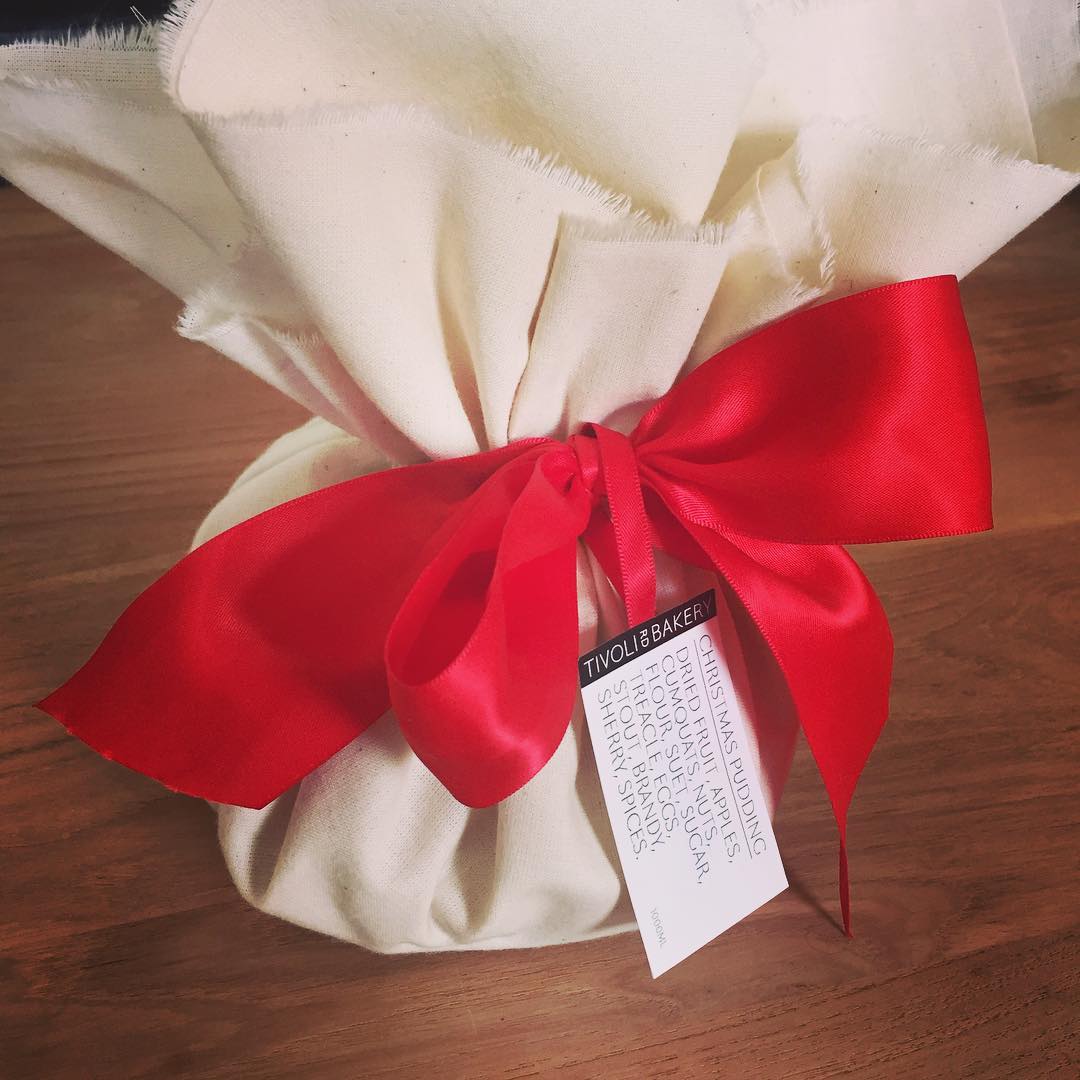 TIVOLI RD BAKERY
CHRISTMAS PUDDING
DRIED FRUIT, APPLES,
CUMQUATS, NUTS,
FLOUR, SUET, SUGAR,
TREACLE, EGGS,
STOUT, BRANDY,
SHERRY, SPICES.
1000ML